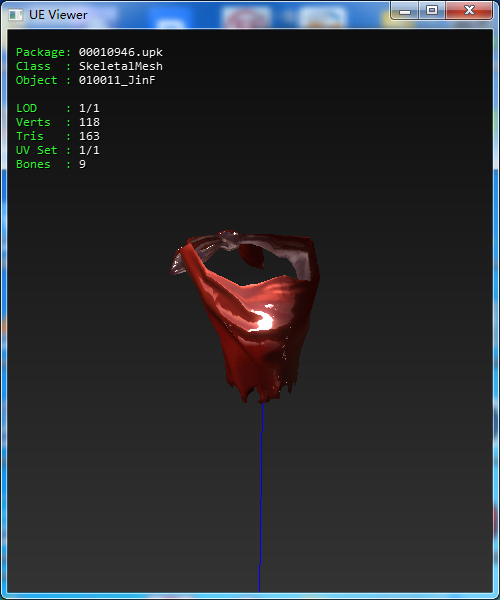 UE Viewer
Package: 00010946.upk
Class : SkeletalMesh
Object : 010011_JinF
LOD : 1/1
Verts : 118
Tris : 163
UV Set : 1/1
Bones : 9